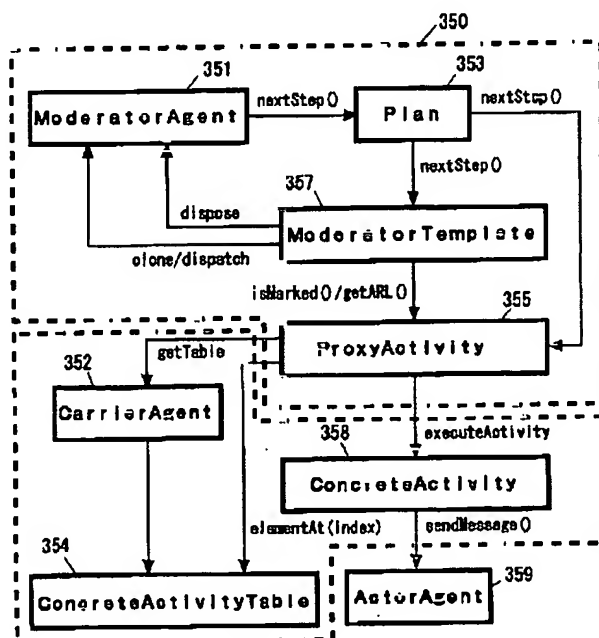 350
351
353
ModeratorAgent
nextStep()
Plan
nextStep()
nextStep()
357
dispose
ModeratorTemplate
clone/dispatch
isMarked()/getARL()
355
getTable
ProxyActivity
352
CarrierAgent
executeActivity
358
ConcreteActivity
elementAt(index)
sendMessage()
354
ConcreteActivityTable
ActorAgent
359